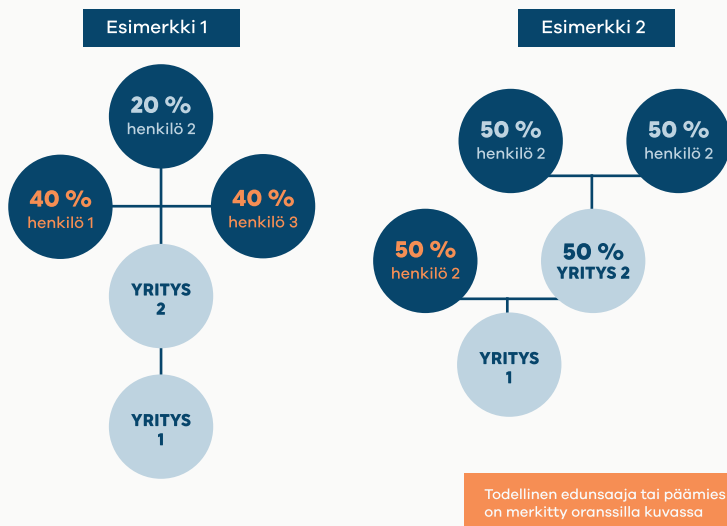 Esimerkki 1
20 %
henkilö 2
40 %
henkilö 1
40 %
henkilö 3
YRITYS
2
YRITYS
1
Esimerkki 2
50 %
henkilö 2
50 %
henkilö 2
50 %
henkilö 2
50 %
YRITYS 2
YRITYS
1
Todellinen edunsaaja tai päämies
on merkitty oranssilla kuvassa